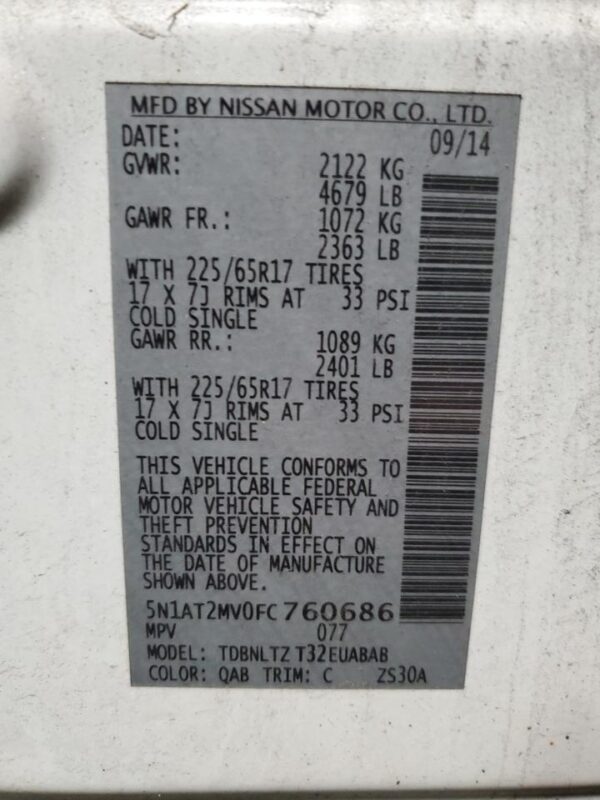 MFD BY NISSAN MOTOR CO., LTD.
DATE: 09/14
GVWR: 2122 KG
4679 LB
GAWR FR.: 1072 KG
2363 LB
WITH 225/65R17 TIRES
17 X 7J RIMS AT 33 PSI
COLD SINGLE
GAWR RR.: 1089 KG
2401 LB
WITH 225/65R17 TIRES
17 X 7J RIMS AT 33 PSI
COLD SINGLE
THIS VEHICLE CONFORMS TO
ALL APPLICABLE FEDERAL
MOTOR VEHICLE SAFETY AND
THEFT PREVENTION
STANDARDS IN EFFECT ON
THE DATE OF MANUFACTURE
SHOWN ABOVE.
5N1AT2MV0FC760686
MPV 077
MODEL: TDBNLTZ T32EUABAB
COLOR: QAB TRIM: C ZS30A